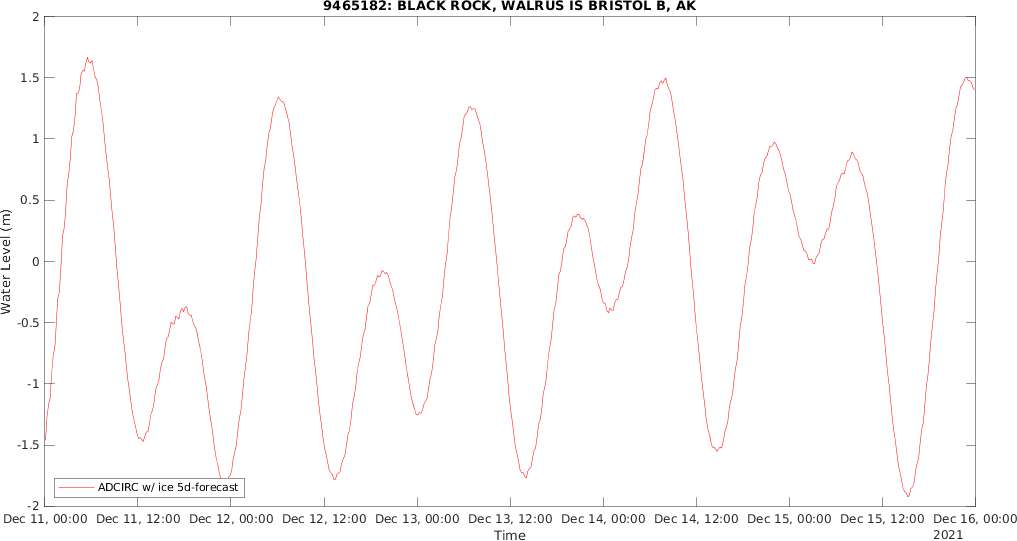 9465182: BLACK ROCK, WALRUS IS BRISTOL B, AK
2
1.5
1
0.5
0
-0.5
-1
-1.5
-2
Water Level (m)
ADCIRC w/ ice 5d-forecast
Dec 11, 00:00 Dec 11, 12:00 Dec 12, 00:00 Dec 12, 12:00 Dec 13, 00:00 Dec 13, 12:00 Dec 14, 00:00 Dec 14, 12:00 Dec 15, 00:00 Dec 15, 12:00 Dec 16, 00:00
Time
2021